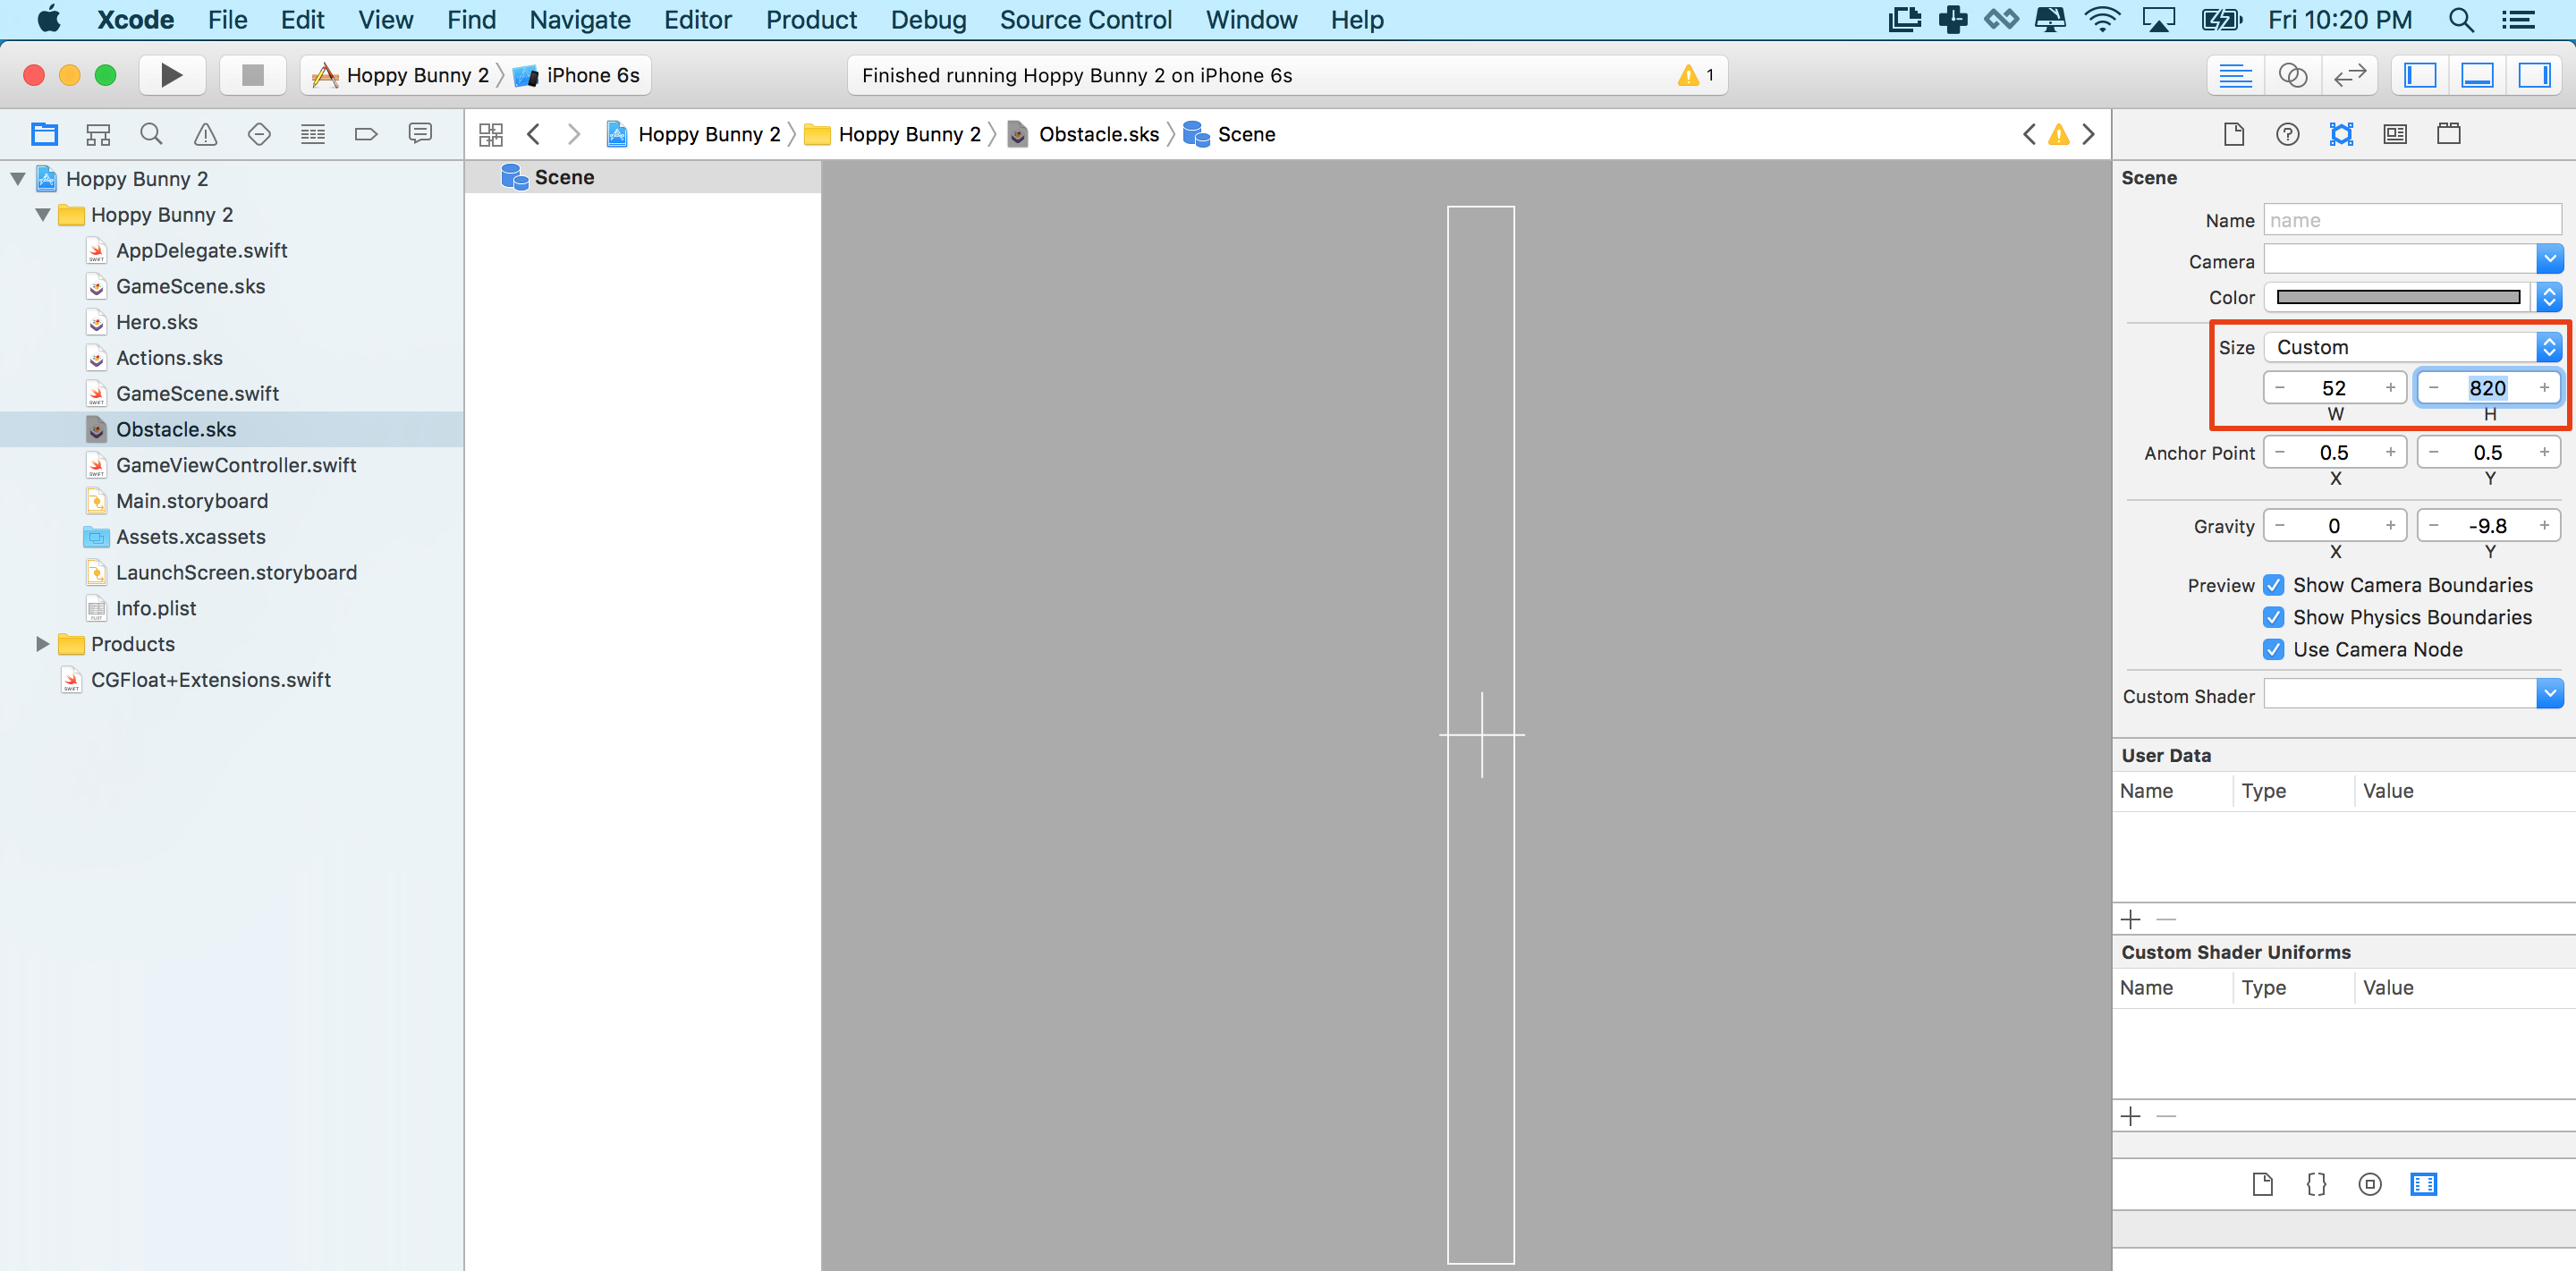 Xcode File Edit View Find Navigate Editor Product Debug Source Control Window Help Fri 10:20 PM
Hoppy Bunny 2 iPhone 6s Finished running Hoppy Bunny 2 on iPhone 6s 1
Hoppy Bunny 2 Hoppy Bunny 2 Obstacle.sks Scene
Hoppy Bunny 2
Hoppy Bunny 2
AppDelegate.swift
GameScene.sks
Hero.sks
Actions.sks
GameScene.swift
Obstacle.sks
GameViewController.swift
Main.storyboard
Assets.xcassets
LaunchScreen.storyboard
Info.plist
Products
CGFloat+Extensions.swift
Scene
Scene
Name name
Camera
Color
Size Custom
− 52 + − 820 +
W H
Anchor Point − 0.5 + − 0.5 +
X Y
Gravity − 0 + − -9.8 +
X Y
Preview Show Camera Boundaries
Show Physics Boundaries
Use Camera Node
Custom Shader
User Data
Name Type Value
Custom Shader Uniforms
Name Type Value